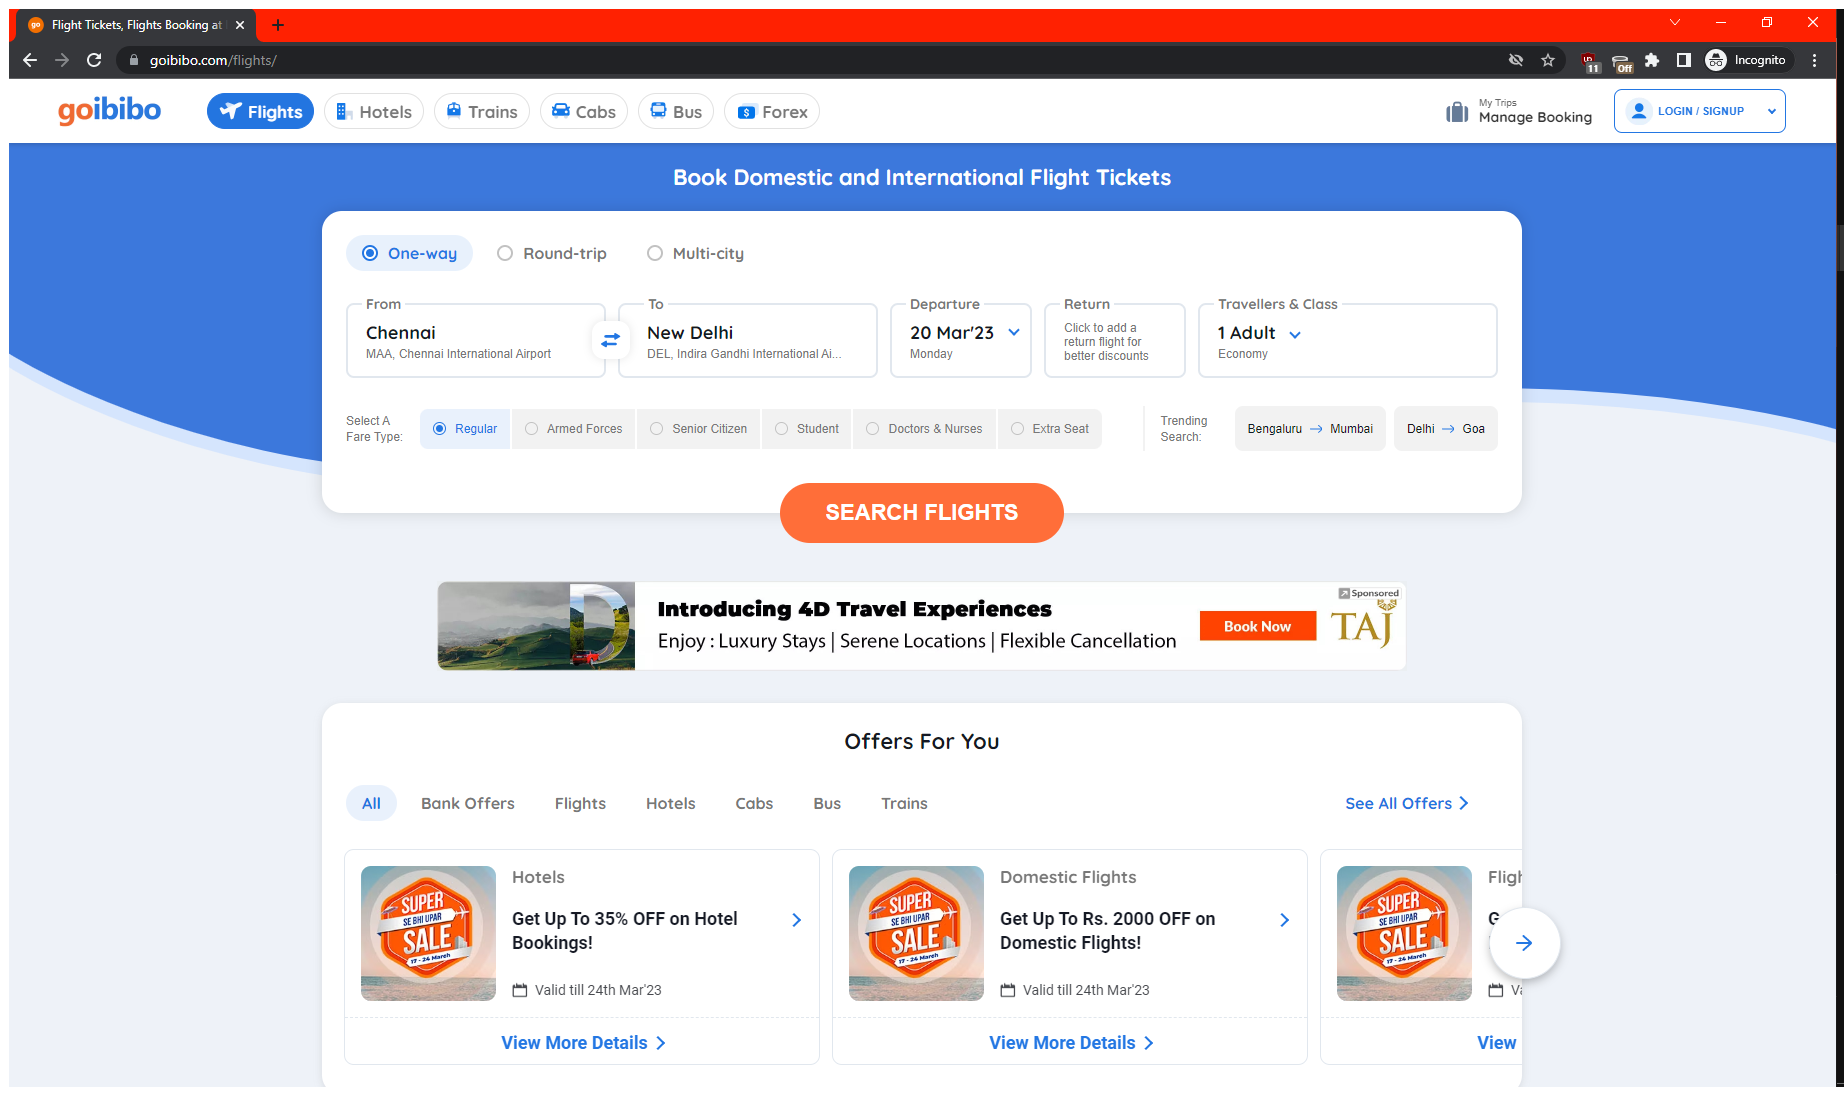 Flight Tickets, Flights Booking at
goibibo.com/flights/
11
Off
Incognito
goibibo
Flights
Hotels
Trains
Cabs
Bus
Forex
My Trips
Manage Booking
LOGIN / SIGNUP
Book Domestic and International Flight Tickets
One-way
Round-trip
Multi-city
From
Chennai
MAA, Chennai International Airport
To
New Delhi
DEL, Indira Gandhi International Ai...
Departure
20 Mar'23
Monday
Return
Click to add a
return flight for
better discounts
Travellers & Class
1 Adult
Economy
Select A
Fare Type:
Regular
Armed Forces
Senior Citizen
Student
Doctors & Nurses
Extra Seat
Trending
Search:
Bengaluru → Mumbai
Delhi → Goa
SEARCH FLIGHTS
Introducing 4D Travel Experiences
Enjoy : Luxury Stays | Serene Locations | Flexible Cancellation
Book Now
Sponsored
TAJ
Offers For You
All
Bank Offers
Flights
Hotels
Cabs
Bus
Trains
See All Offers
SUPER
SE BHI UPAR
SALE
17 - 24 March
Hotels
Get Up To 35% OFF on Hotel
Bookings!
Valid till 24th Mar'23
View More Details
SUPER
SE BHI UPAR
SALE
17 - 24 March
Domestic Flights
Get Up To Rs. 2000 OFF on
Domestic Flights!
Valid till 24th Mar'23
View More Details
SUPER
SE BHI UPAR
SALE
17 - 24 March
View